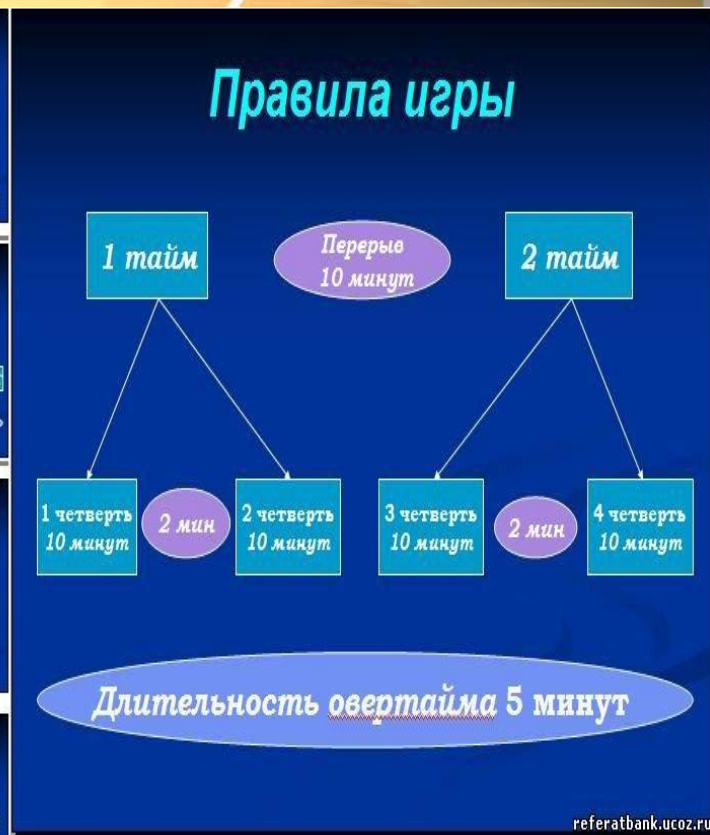 Правила игры
1 тайм
Перерыв
10 минут
2 тайм
1 четверть
10 минут
2 мин
2 четверть
10 минут
3 четверть
10 минут
2 мин
4 четверть
10 минут
Длительность овертайма 5 минут
referatbank.ucoz.ru